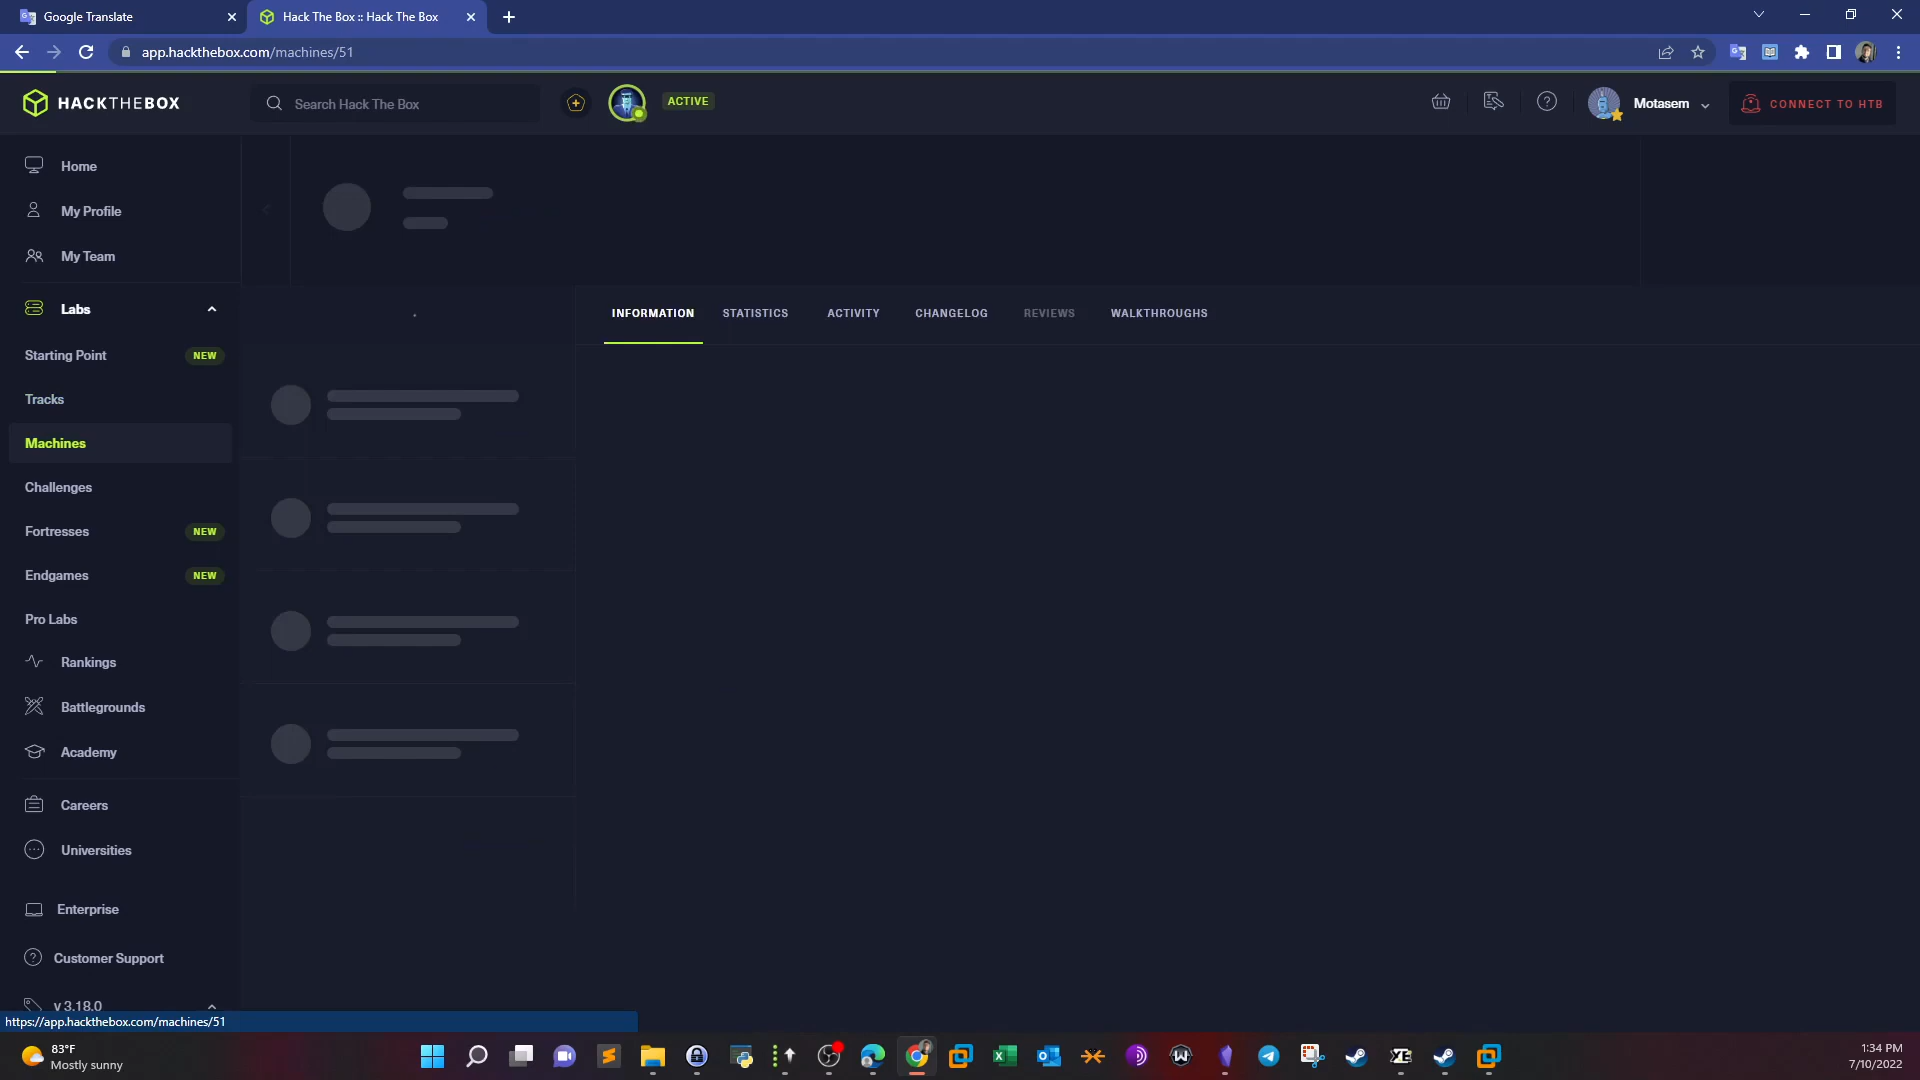 Google Translate
Hack The Box :: Hack The Box
app.hackthebox.com/machines/51
HACKTHEBOX
Search Hack The Box
ACTIVE
Motasem
CONNECT TO HTB
Home
My Profile
My Team
Labs
INFORMATION
STATISTICS
ACTIVITY
CHANGELOG
REVIEWS
WALKTHROUGHS
Starting Point
NEW
Tracks
Machines
Challenges
Fortresses
NEW
Endgames
NEW
Pro Labs
Rankings
Battlegrounds
Academy
Careers
Universities
Enterprise
Customer Support
v 3.18.0
https://app.hackthebox.com/machines/51
83°F
Mostly sunny
1:34 PM
7/10/2022